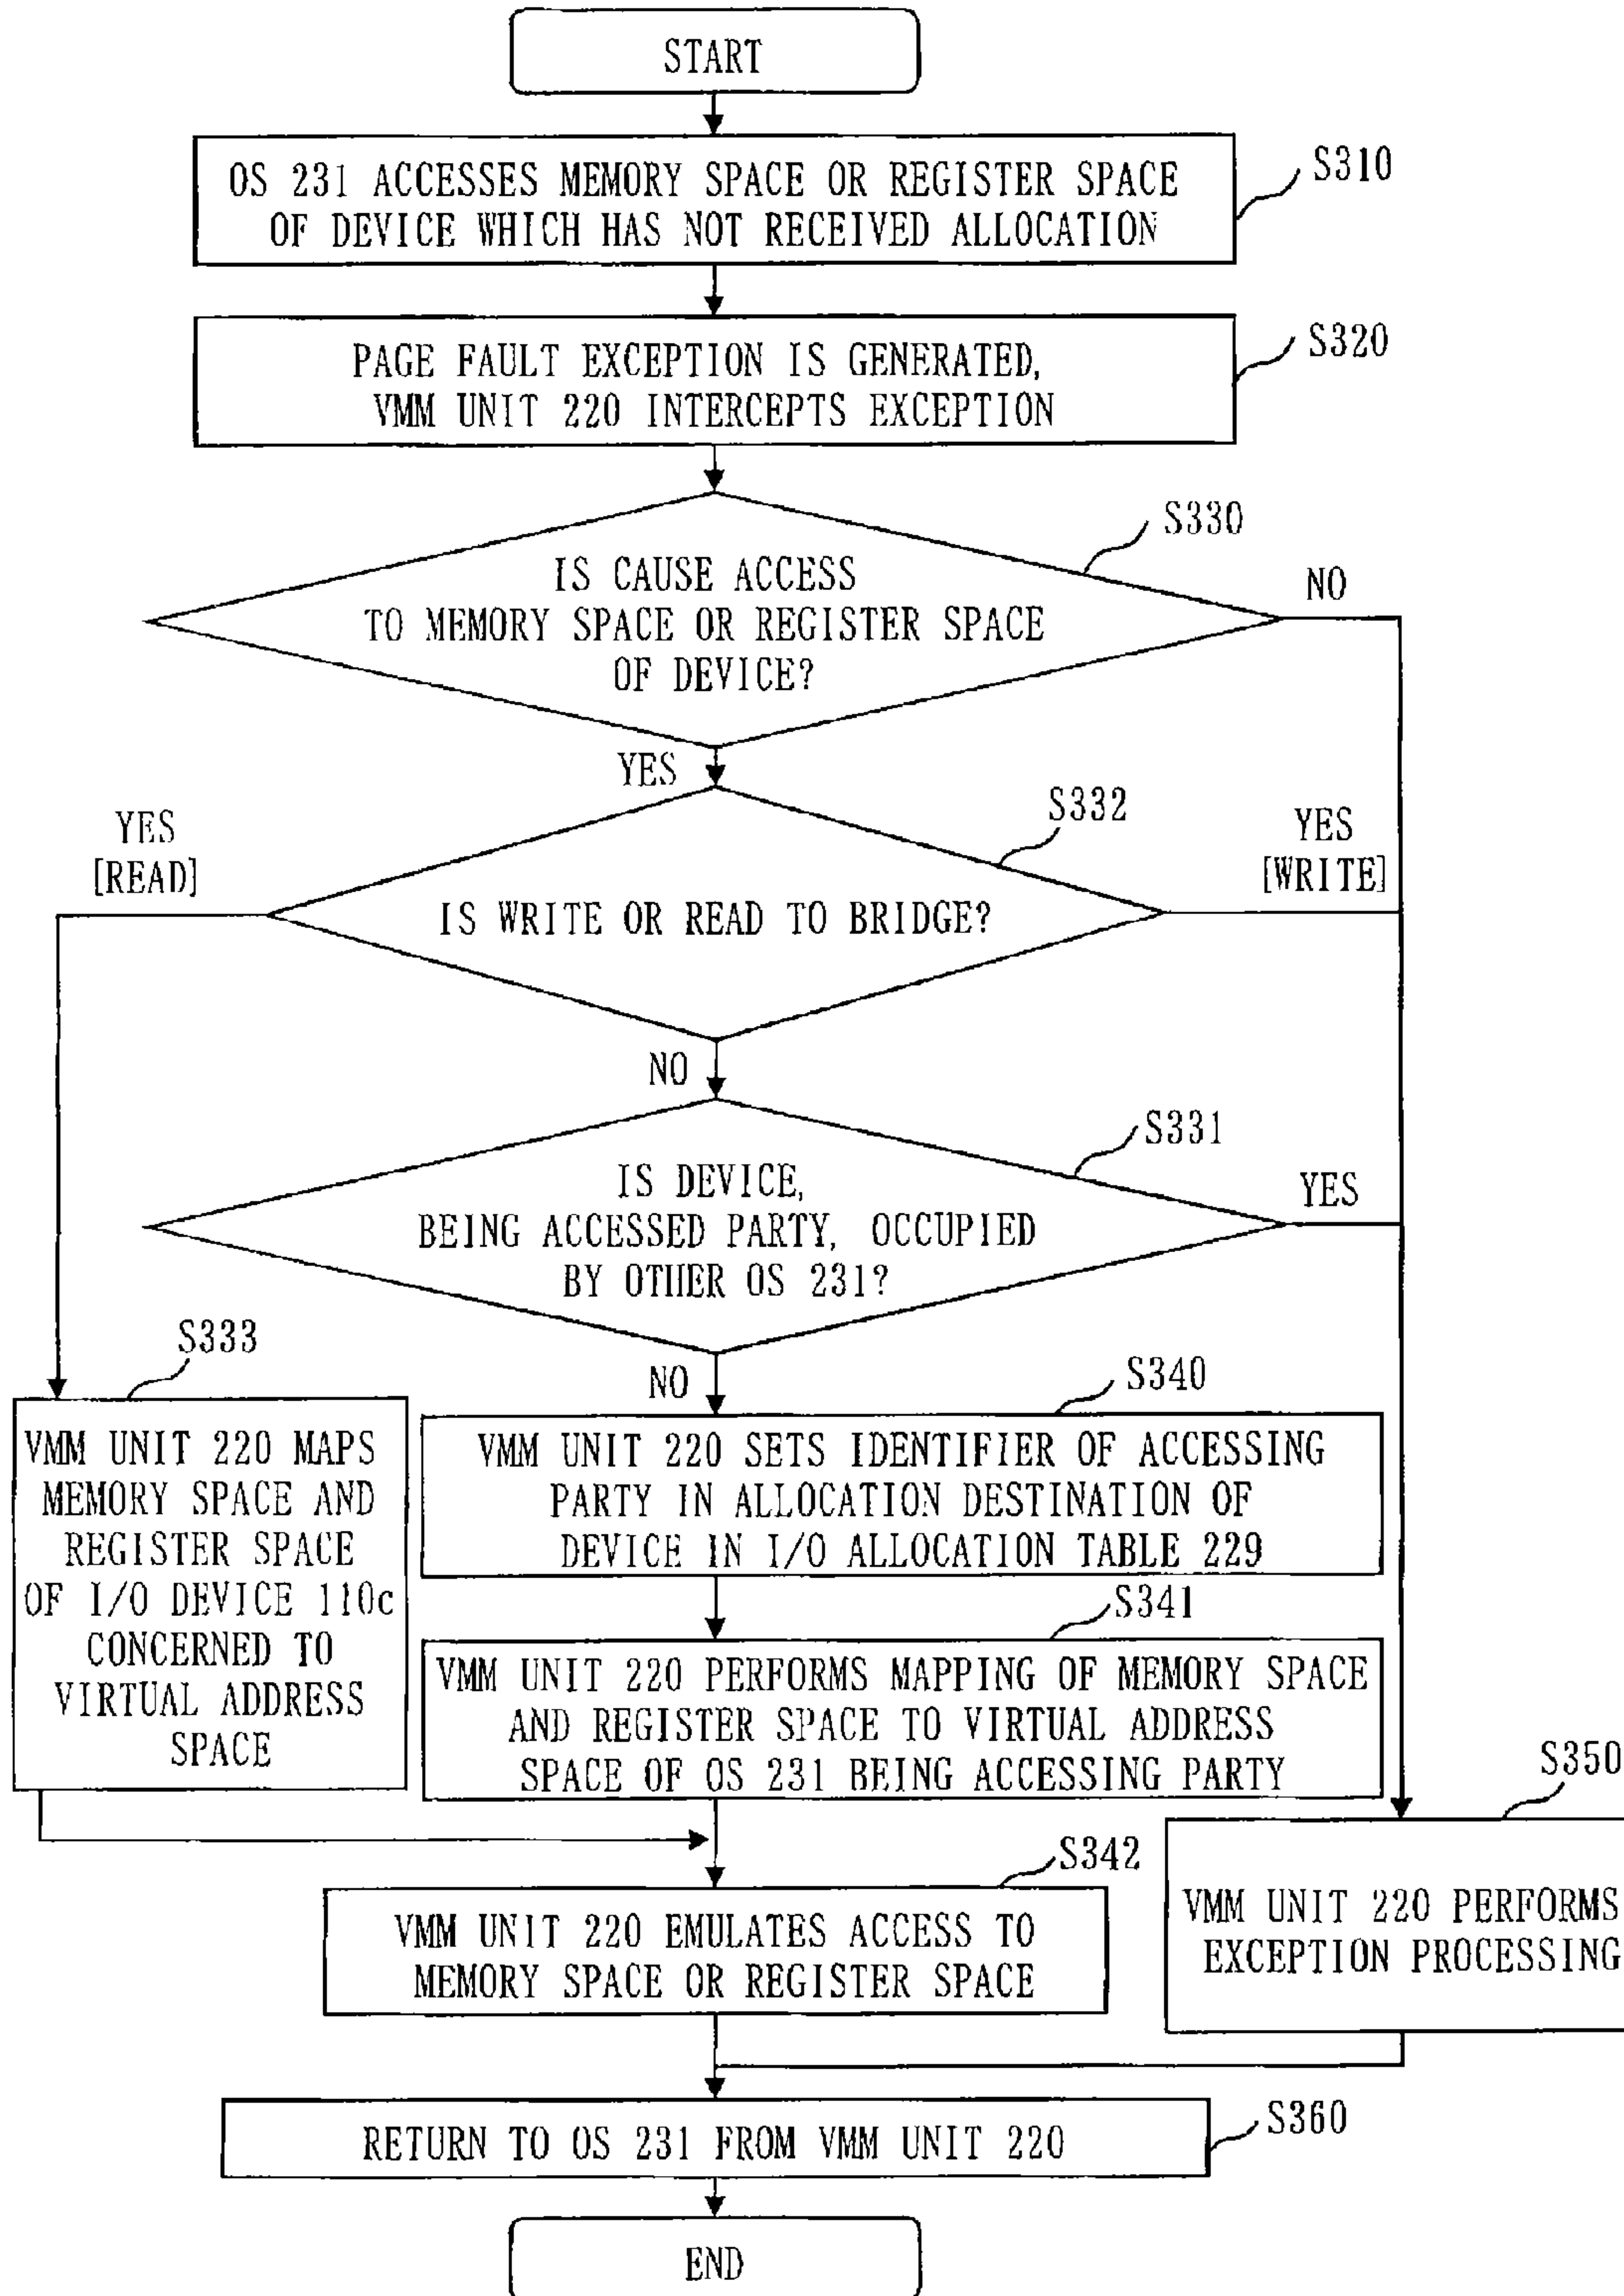 START
OS 231 ACCESSES MEMORY SPACE OR REGISTER SPACE
OF DEVICE WHICH HAS NOT RECEIVED ALLOCATION
S310
PAGE FAULT EXCEPTION IS GENERATED,
VMM UNIT 220 INTERCEPTS EXCEPTION
S320
S330
IS CAUSE ACCESS
TO MEMORY SPACE OR REGISTER SPACE
OF DEVICE?
NO
YES
S332
YES
[READ]
YES
[WRITE]
IS WRITE OR READ TO BRIDGE?
NO
S331
IS DEVICE,
BEING ACCESSED PARTY, OCCUPIED
BY OTHER OS 231?
YES
NO
S333
VMM UNIT 220 MAPS
MEMORY SPACE AND
REGISTER SPACE
OF I/O DEVICE 110c
CONCERNED TO
VIRTUAL ADDRESS
SPACE
S340
VMM UNIT 220 SETS IDENTIFIER OF ACCESSING
PARTY IN ALLOCATION DESTINATION OF
DEVICE IN I/O ALLOCATION TABLE 229
S341
VMM UNIT 220 PERFORMS MAPPING OF MEMORY SPACE
AND REGISTER SPACE TO VIRTUAL ADDRESS
SPACE OF OS 231 BEING ACCESSING PARTY
S350
VMM UNIT 220 PERFORMS
EXCEPTION PROCESSING
S342
VMM UNIT 220 EMULATES ACCESS TO
MEMORY SPACE OR REGISTER SPACE
S360
RETURN TO OS 231 FROM VMM UNIT 220
END